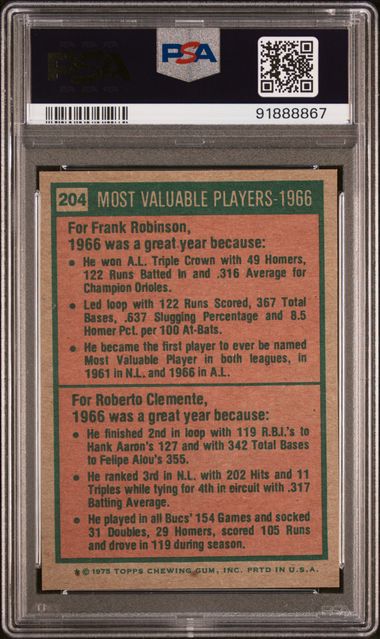 PSA
PSA
91888867
204 MOST VALUABLE PLAYERS-1966
For Frank Robinson,
1966 was a great year because:
● He won A.L. Triple Crown with 49 Homers,
122 Runs Batted In and .316 Average for
Champion Orioles.
● Led loop with 122 Runs Scored, 367 Total
Bases, .637 Slugging Percentage and 8.5
Homer Pct. per 100 At-Bats.
● He became the first player to ever be named
Most Valuable Player in both leagues, in
1961 in N.L. and 1966 in A.L.
For Roberto Clemente,
1966 was a great year because:
● He finished 2nd in loop with 119 R.B.I.'s to
Hank Aaron's 127 and with 342 Total Bases
to Felipe Alou's 355.
● He ranked 3rd in N.L. with 202 Hits and 11
Triples while tying for 4th in circuit with .317
Batting Average.
● He played in all Bucs' 154 Games and socked
31 Doubles, 29 Homers, scored 105 Runs
and drove in 119 during season.
* © 1975 TOPPS CHEWING GUM, INC. PRTD IN U.S.A.